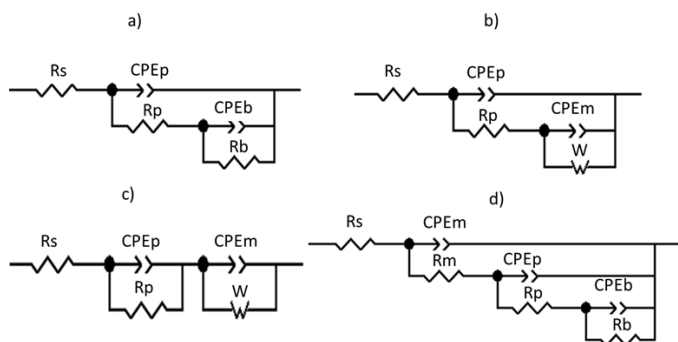 a)
Rs CPEp
Rp CPEb
Rb
b)
Rs CPEp
Rp CPEm
W
c)
Rs CPEp CPEm
Rp W
d)
Rs CPEm
Rm CPEp
Rp CPEb
Rb